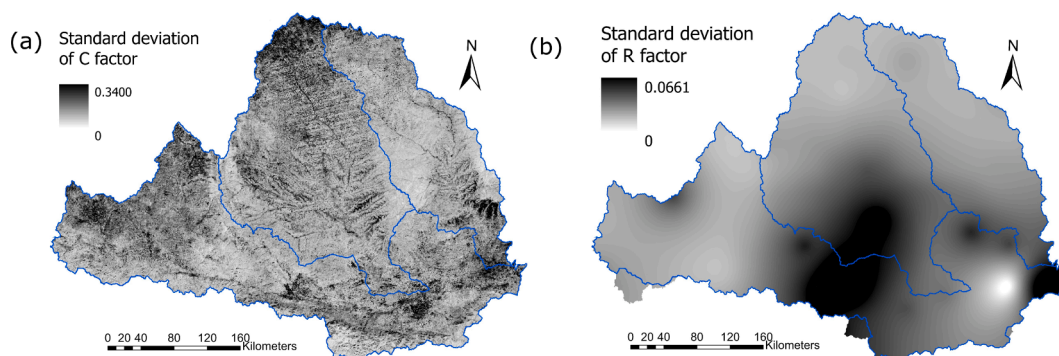 (a)
Standard deviation
of C factor
0.3400
0
N
0 20 40 80 120 160
Kilometers
(b)
Standard deviation
of R factor
0.0661
0
N
0 20 40 80 120 160
Kilometers